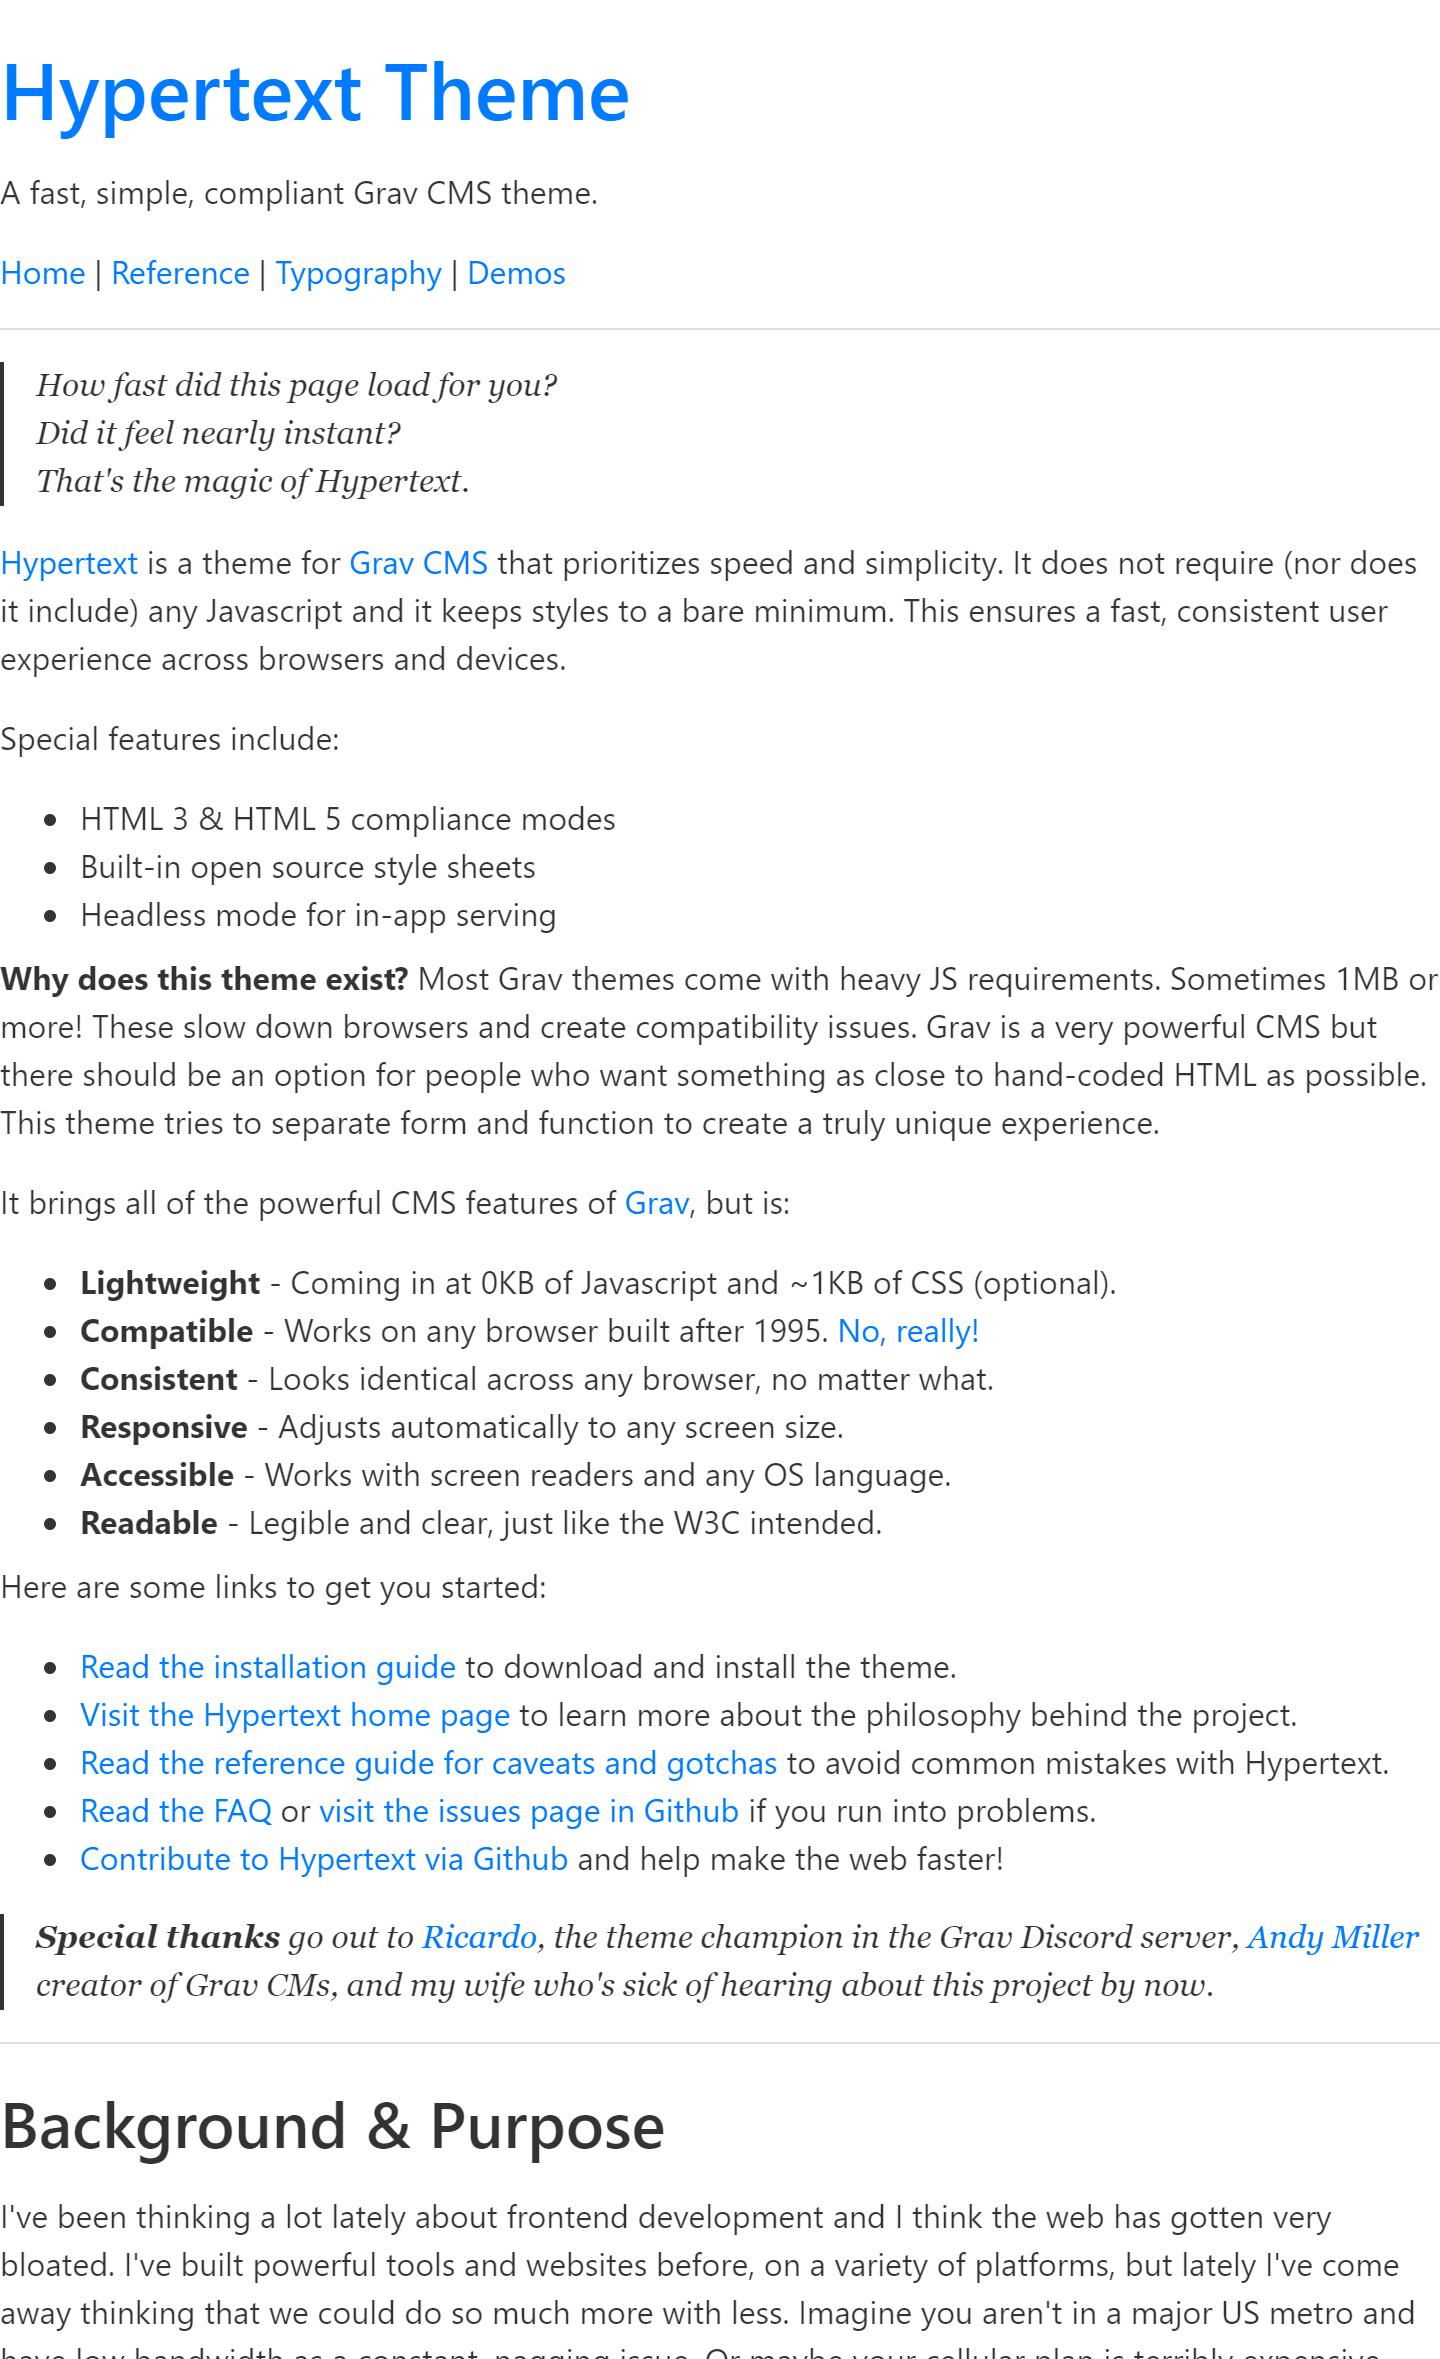 Hypertext Theme
A fast, simple, compliant Grav CMS theme.
Home | Reference | Typography | Demos
How fast did this page load for you?
Did it feel nearly instant?
That's the magic of Hypertext.
Hypertext is a theme for Grav CMS that prioritizes speed and simplicity. It does not require (nor does
it include) any Javascript and it keeps styles to a bare minimum. This ensures a fast, consistent user
experience across browsers and devices.
Special features include:
• HTML 3 & HTML 5 compliance modes
• Built-in open source style sheets
• Headless mode for in-app serving
Why does this theme exist? Most Grav themes come with heavy JS requirements. Sometimes 1MB or
more! These slow down browsers and create compatibility issues. Grav is a very powerful CMS but
there should be an option for people who want something as close to hand-coded HTML as possible.
This theme tries to separate form and function to create a truly unique experience.
It brings all of the powerful CMS features of Grav, but is:
• Lightweight - Coming in at 0KB of Javascript and ~1KB of CSS (optional).
• Compatible - Works on any browser built after 1995. No, really!
• Consistent - Looks identical across any browser, no matter what.
• Responsive - Adjusts automatically to any screen size.
• Accessible - Works with screen readers and any OS language.
• Readable - Legible and clear, just like the W3C intended.
Here are some links to get you started:
• Read the installation guide to download and install the theme.
• Visit the Hypertext home page to learn more about the philosophy behind the project.
• Read the reference guide for caveats and gotchas to avoid common mistakes with Hypertext.
• Read the FAQ or visit the issues page in Github if you run into problems.
• Contribute to Hypertext via Github and help make the web faster!
Special thanks go out to Ricardo, the theme champion in the Grav Discord server, Andy Miller
creator of Grav CMs, and my wife who's sick of hearing about this project by now.
Background & Purpose
I've been thinking a lot lately about frontend development and I think the web has gotten very
bloated. I've built powerful tools and websites before, on a variety of platforms, but lately I've come
away thinking that we could do so much more with less. Imagine you aren't in a major US metro and
have low bandwidth as a constant, nagging issue. Or maybe your cellular plan is terribly expensive